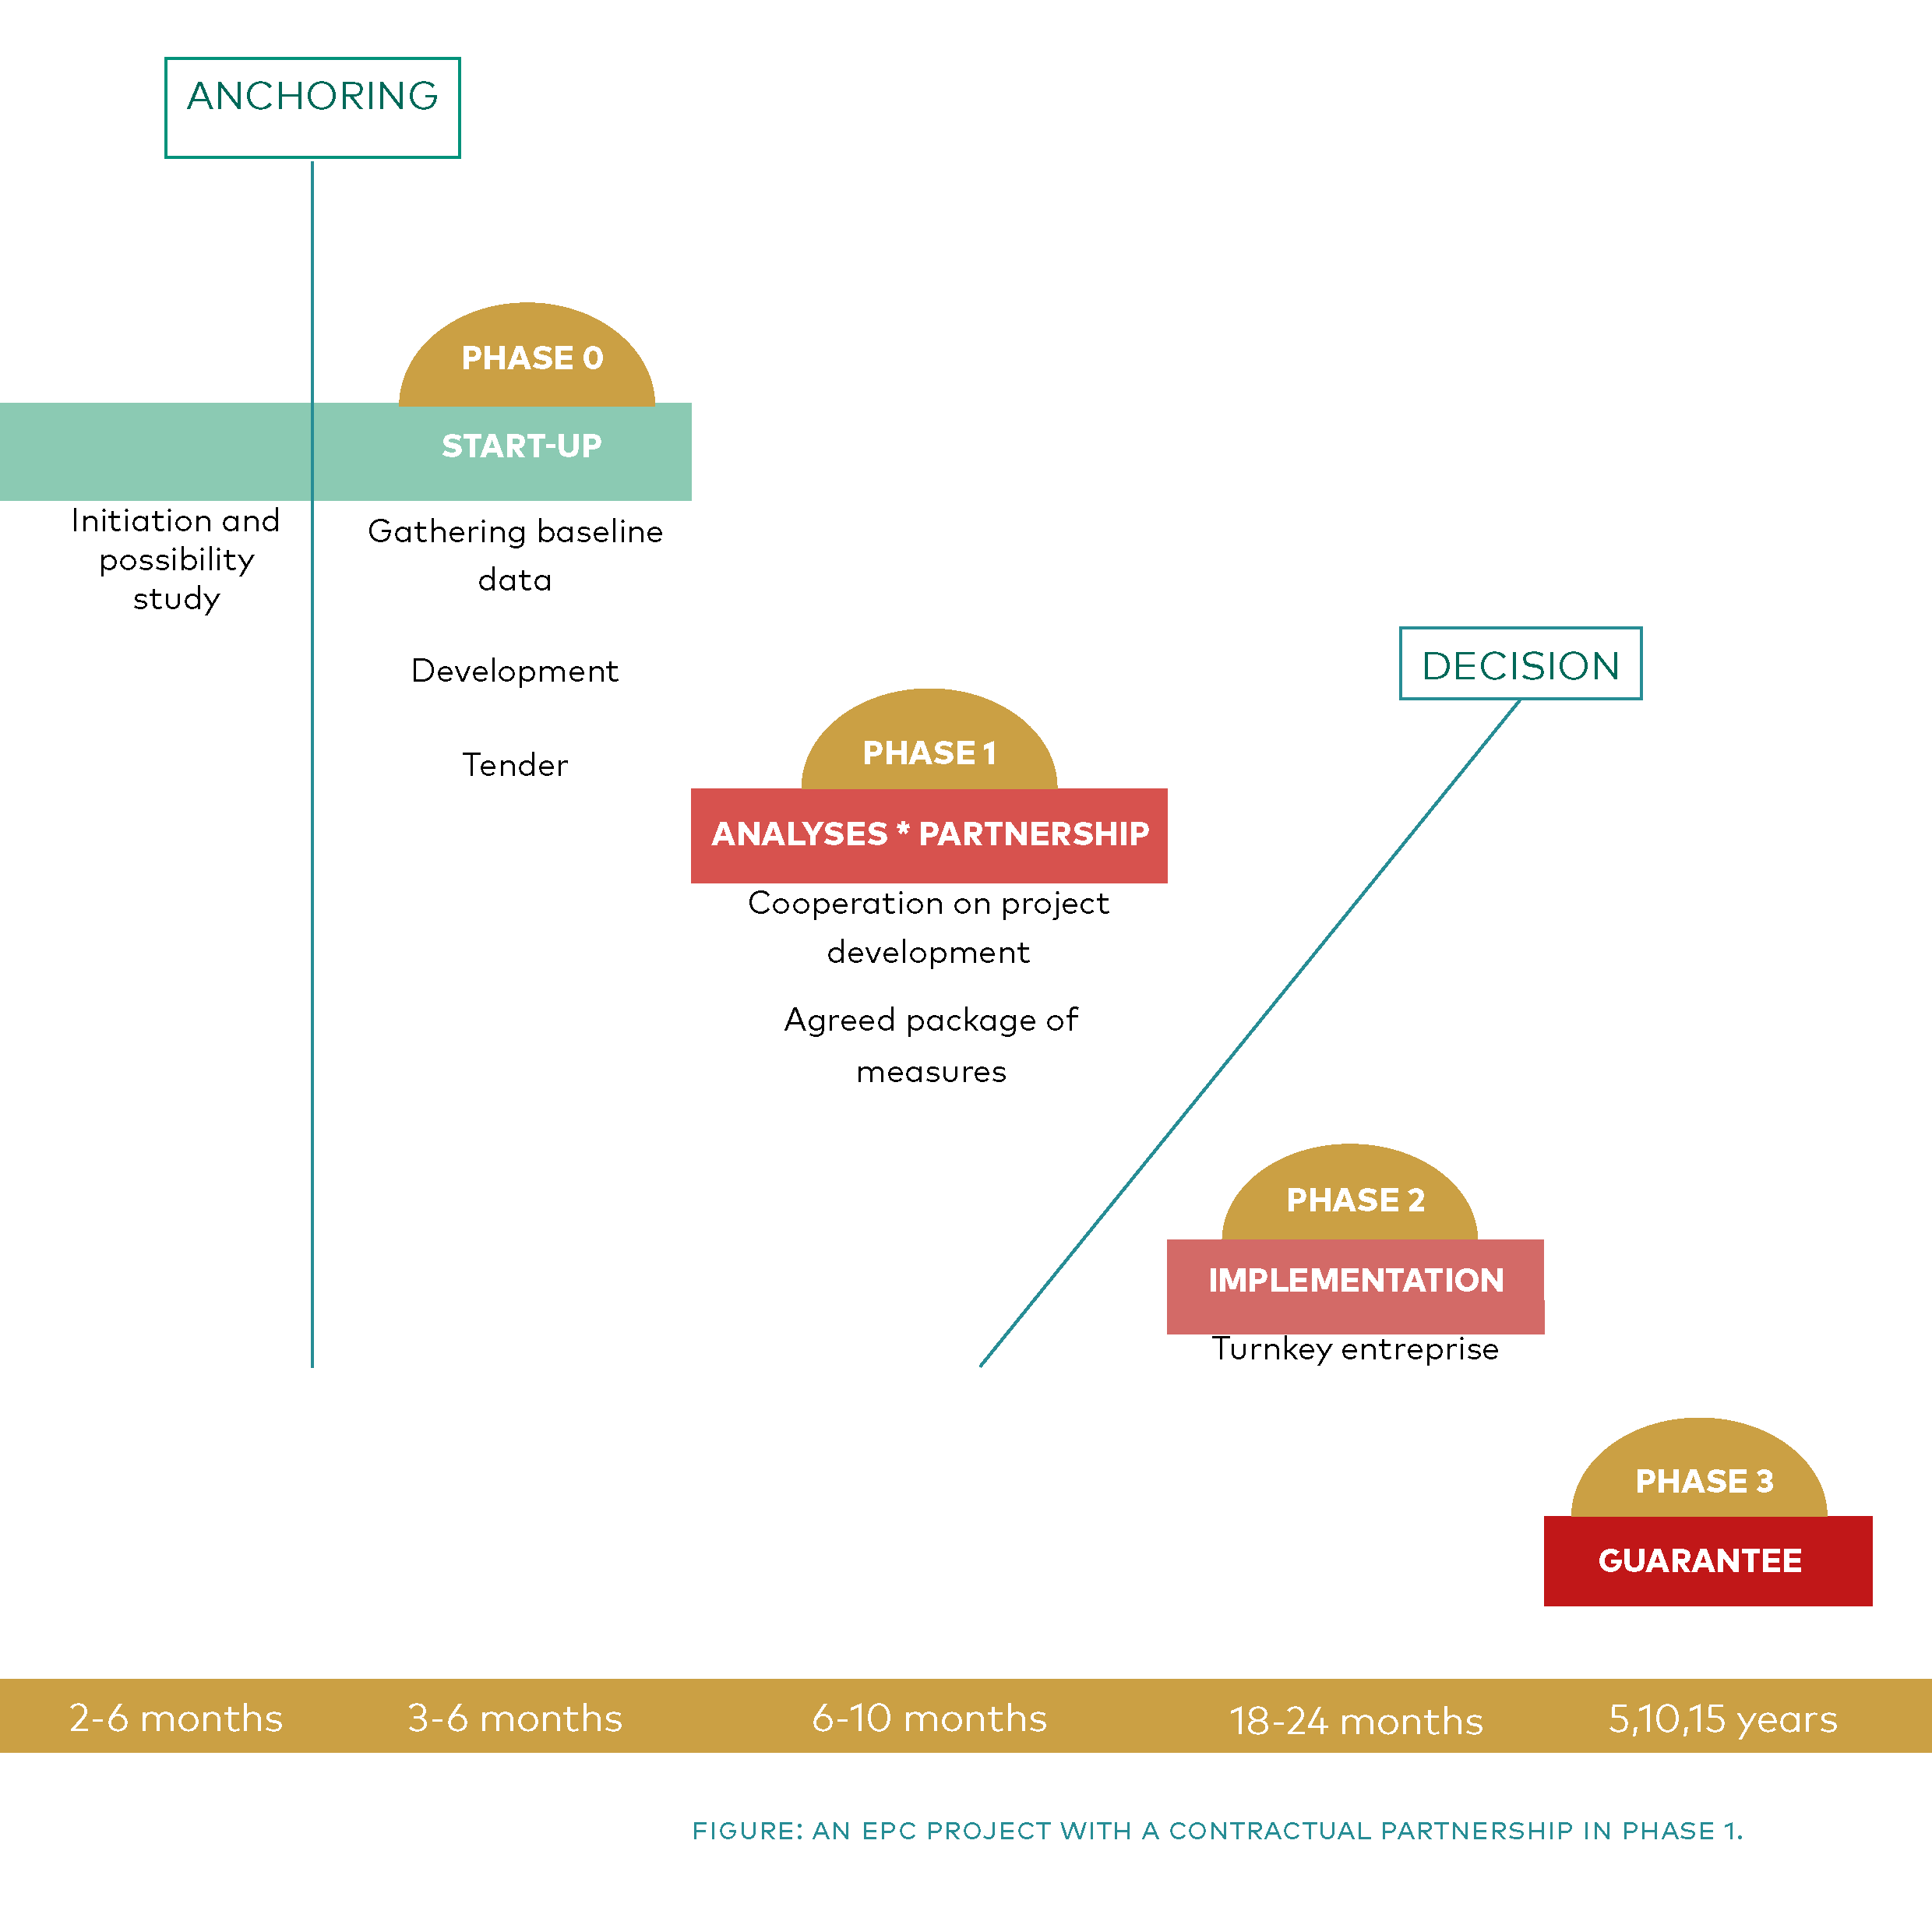 ANCHORING
PHASE 0
START-UP
Initiation and
possibility
study
Gathering baseline
data
Development
Tender
DECISION
PHASE 1
ANALYSES * PARTNERSHIP
Cooperation on project
development
Agreed package of
measures
PHASE 2
IMPLEMENTATION
Turnkey entreprise
PHASE 3
GUARANTEE
2-6 months
3-6 months
6-10 months
18-24 months
5,10,15 years
FIGURE: AN EPC PROJECT WITH A CONTRACTUAL PARTNERSHIP IN PHASE 1.